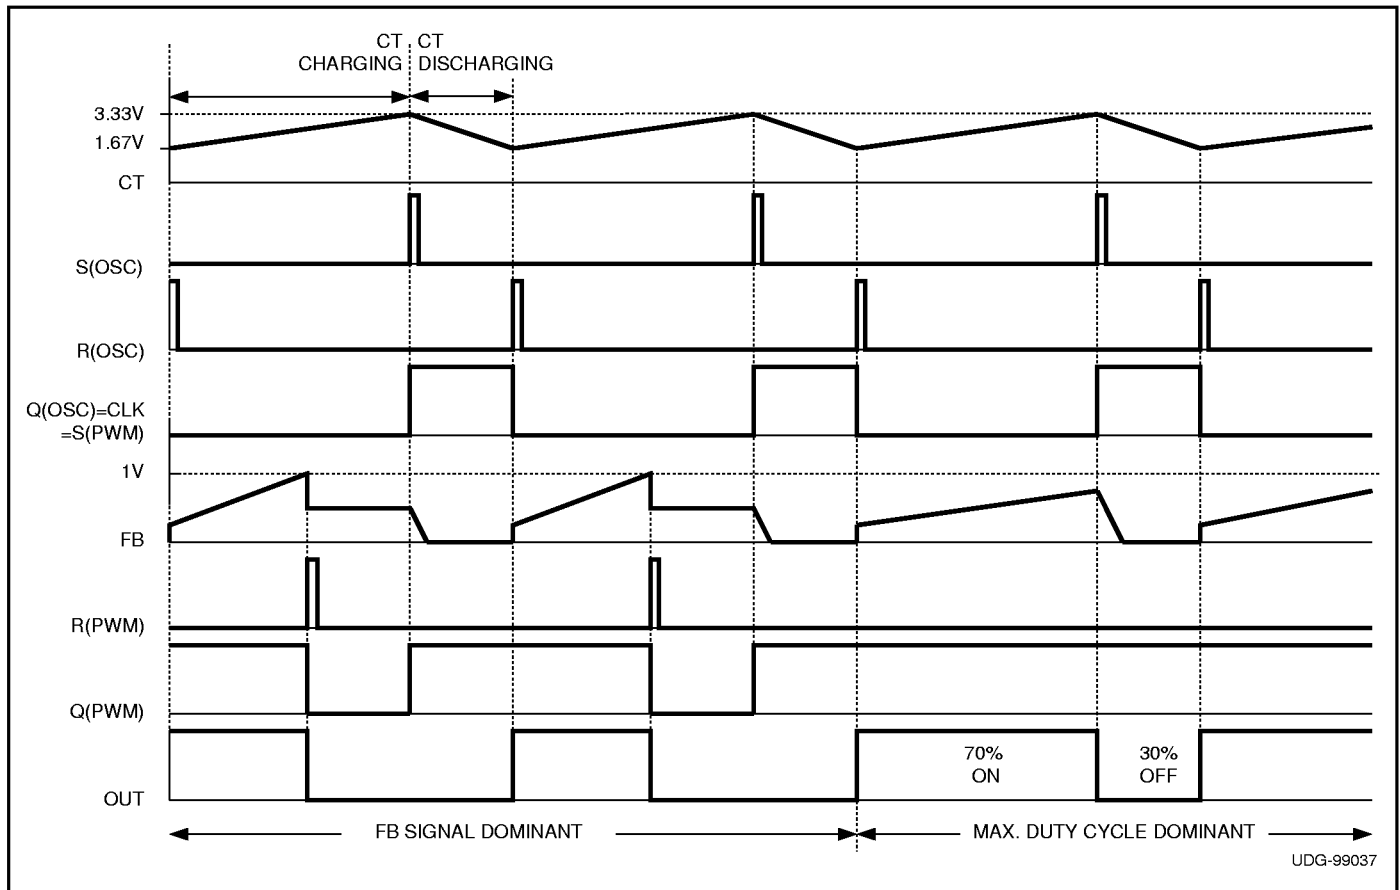 CT CT
CHARGING DISCHARGING
3.33V
1.67V
CT
S(OSC)
R(OSC)
Q(OSC)=CLK
=S(PWM)
1V
FB
R(PWM)
Q(PWM)
70%
ON
30%
OFF
OUT
FB SIGNAL DOMINANT
MAX. DUTY CYCLE DOMINANT
UDG-99037